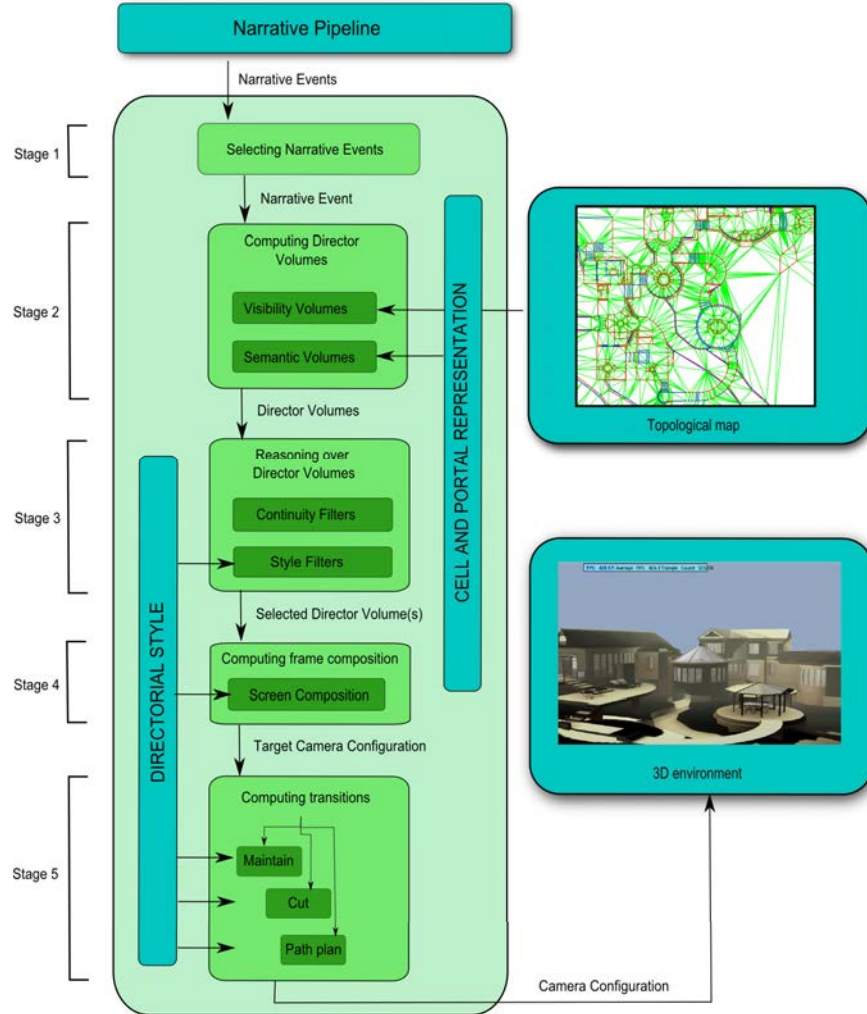 Narrative Pipeline
Narrative Events
Stage 1
Selecting Narrative Events
Narrative Event
Stage 2
Computing Director
Volumes
Visibility Volumes
Semantic Volumes
Director Volumes
CELL AND PORTAL REPRESENTATION
Topological map
Stage 3
Reasoning over
Director Volumes
Continuity Filters
Style Filters
Selected Director Volume(s)
DIRECTORIAL STYLE
Stage 4
Computing frame composition
Screen Composition
Target Camera Configuration
3D environment
Stage 5
Computing transitions
Maintain
Cut
Path plan
Camera Configuration